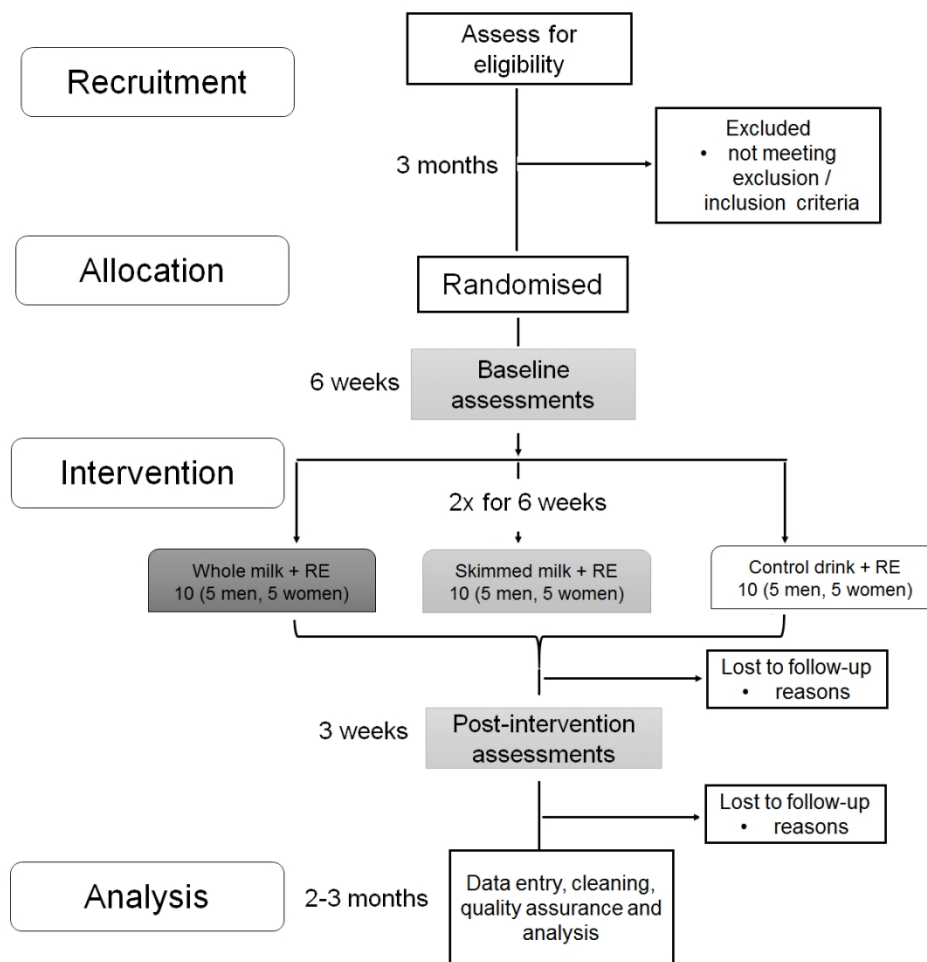 Assess for
eligibility
Recruitment
Excluded
• not meeting
exclusion /
inclusion criteria
3 months
Allocation
Randomised
Baseline
assessments
6 weeks
Intervention
2x for 6 weeks
Whole milk + RE
10 (5 men, 5 women)
Skimmed milk + RE
10 (5 men, 5 women)
Control drink + RE
10 (5 men, 5 women)
Lost to follow-up
• reasons
3 weeks
Post-intervention
assessments
Lost to follow-up
• reasons
Analysis
2-3 months
Data entry, cleaning,
quality assurance and
analysis